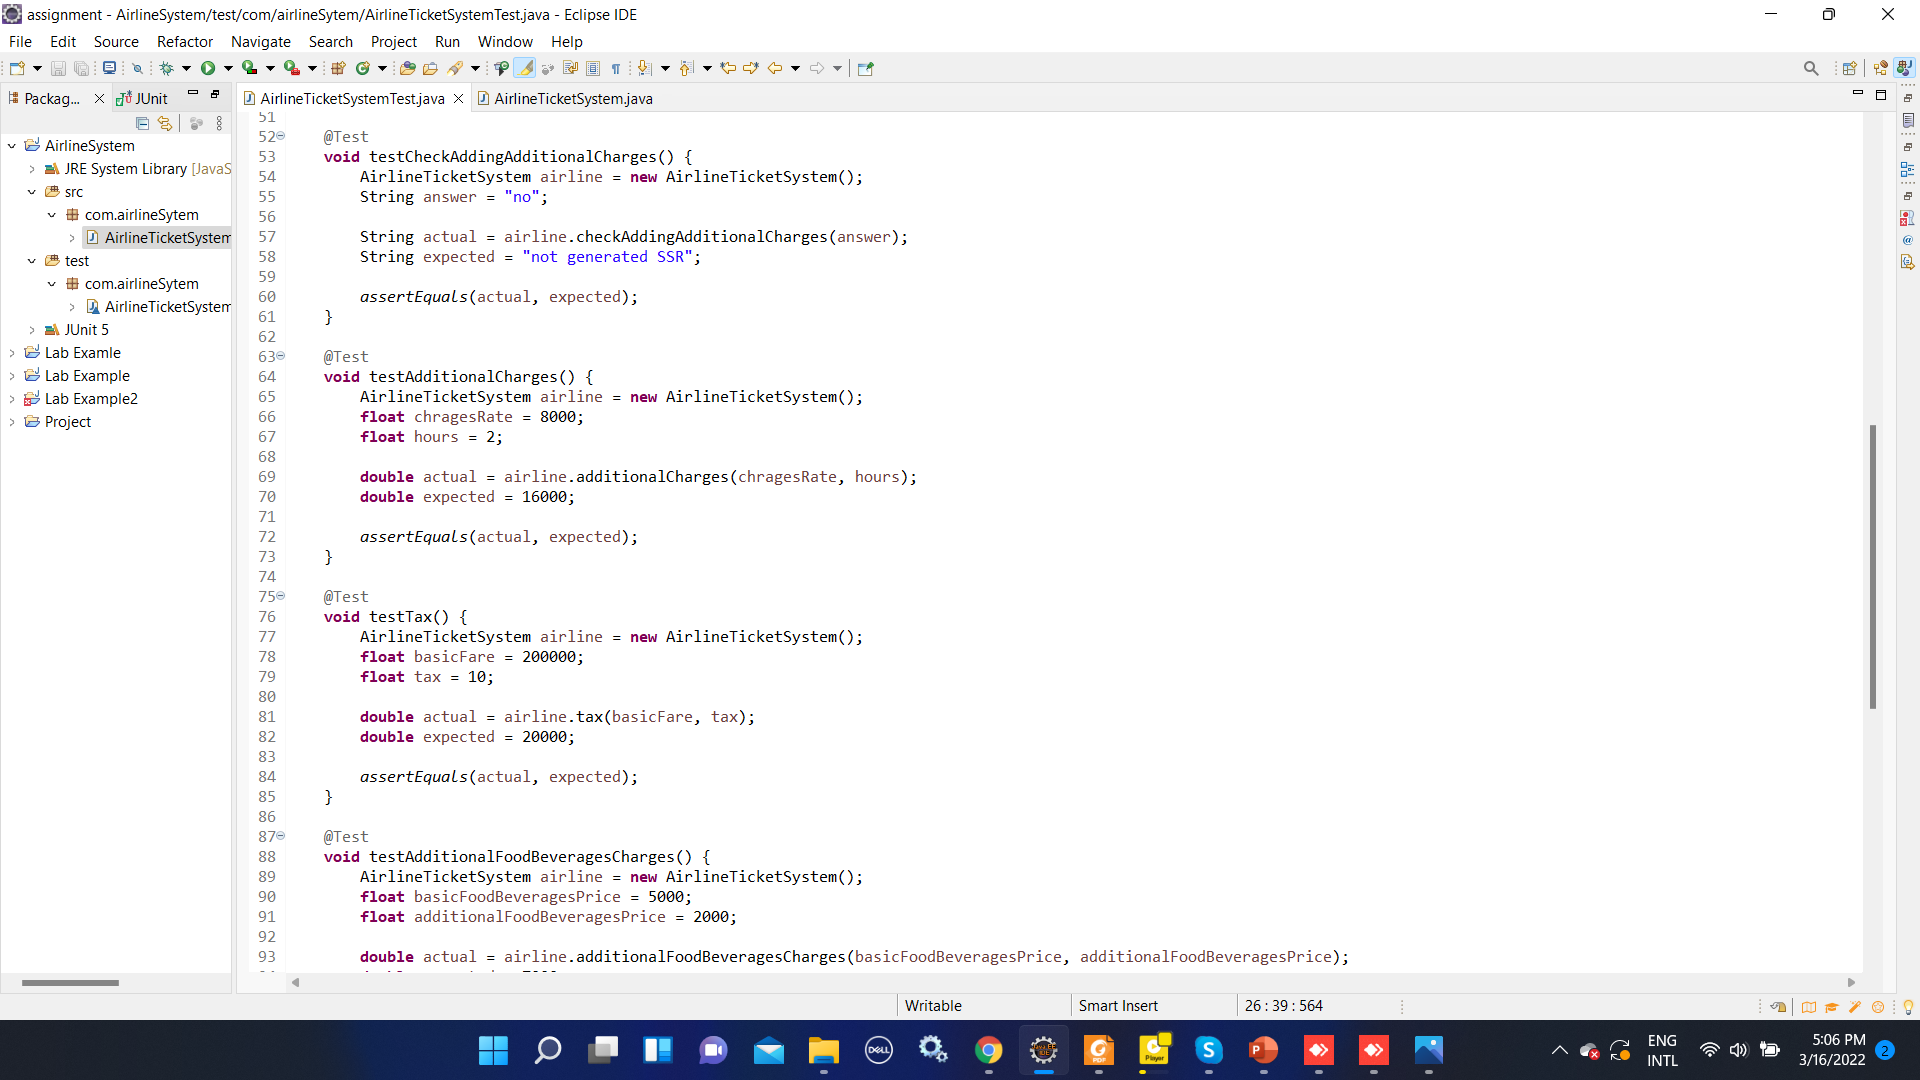 assignment - AirlineSystem/test/com/airlineSytem/AirlineTicketSystemTest.java - Eclipse IDE
File Edit Source Refactor Navigate Search Project Run Window Help
Packag... JUnit AirlineTicketSystemTest.java AirlineTicketSystem.java
AirlineSystem
JRE System Library [JavaS
src
com.airlineSytem
AirlineTicketSystem
test
com.airlineSytem
AirlineTicketSystem
JUnit 5
Lab Examle
Lab Example
Lab Example2
Project
51
52 @Test
53 void testCheckAddingAdditionalCharges() {
54 AirlineTicketSystem airline = new AirlineTicketSystem();
55 String answer = "no";
56
57 String actual = airline.checkAddingAdditionalCharges(answer);
58 String expected = "not generated SSR";
59
60 assertEquals(actual, expected);
61 }
62
63 @Test
64 void testAdditionalCharges() {
65 AirlineTicketSystem airline = new AirlineTicketSystem();
66 float chragesRate = 8000;
67 float hours = 2;
68
69 double actual = airline.additionalCharges(chragesRate, hours);
70 double expected = 16000;
71
72 assertEquals(actual, expected);
73 }
74
75 @Test
76 void testTax() {
77 AirlineTicketSystem airline = new AirlineTicketSystem();
78 float basicFare = 200000;
79 float tax = 10;
80
81 double actual = airline.tax(basicFare, tax);
82 double expected = 20000;
83
84 assertEquals(actual, expected);
85 }
86
87 @Test
88 void testAdditionalFoodBeveragesCharges() {
89 AirlineTicketSystem airline = new AirlineTicketSystem();
90 float basicFoodBeveragesPrice = 5000;
91 float additionalFoodBeveragesPrice = 2000;
92
93 double actual = airline.additionalFoodBeveragesCharges(basicFoodBeveragesPrice, additionalFoodBeveragesPrice);
Writable Smart Insert 26 : 39 : 564
ENG
INTL
5:06 PM
3/16/2022
2